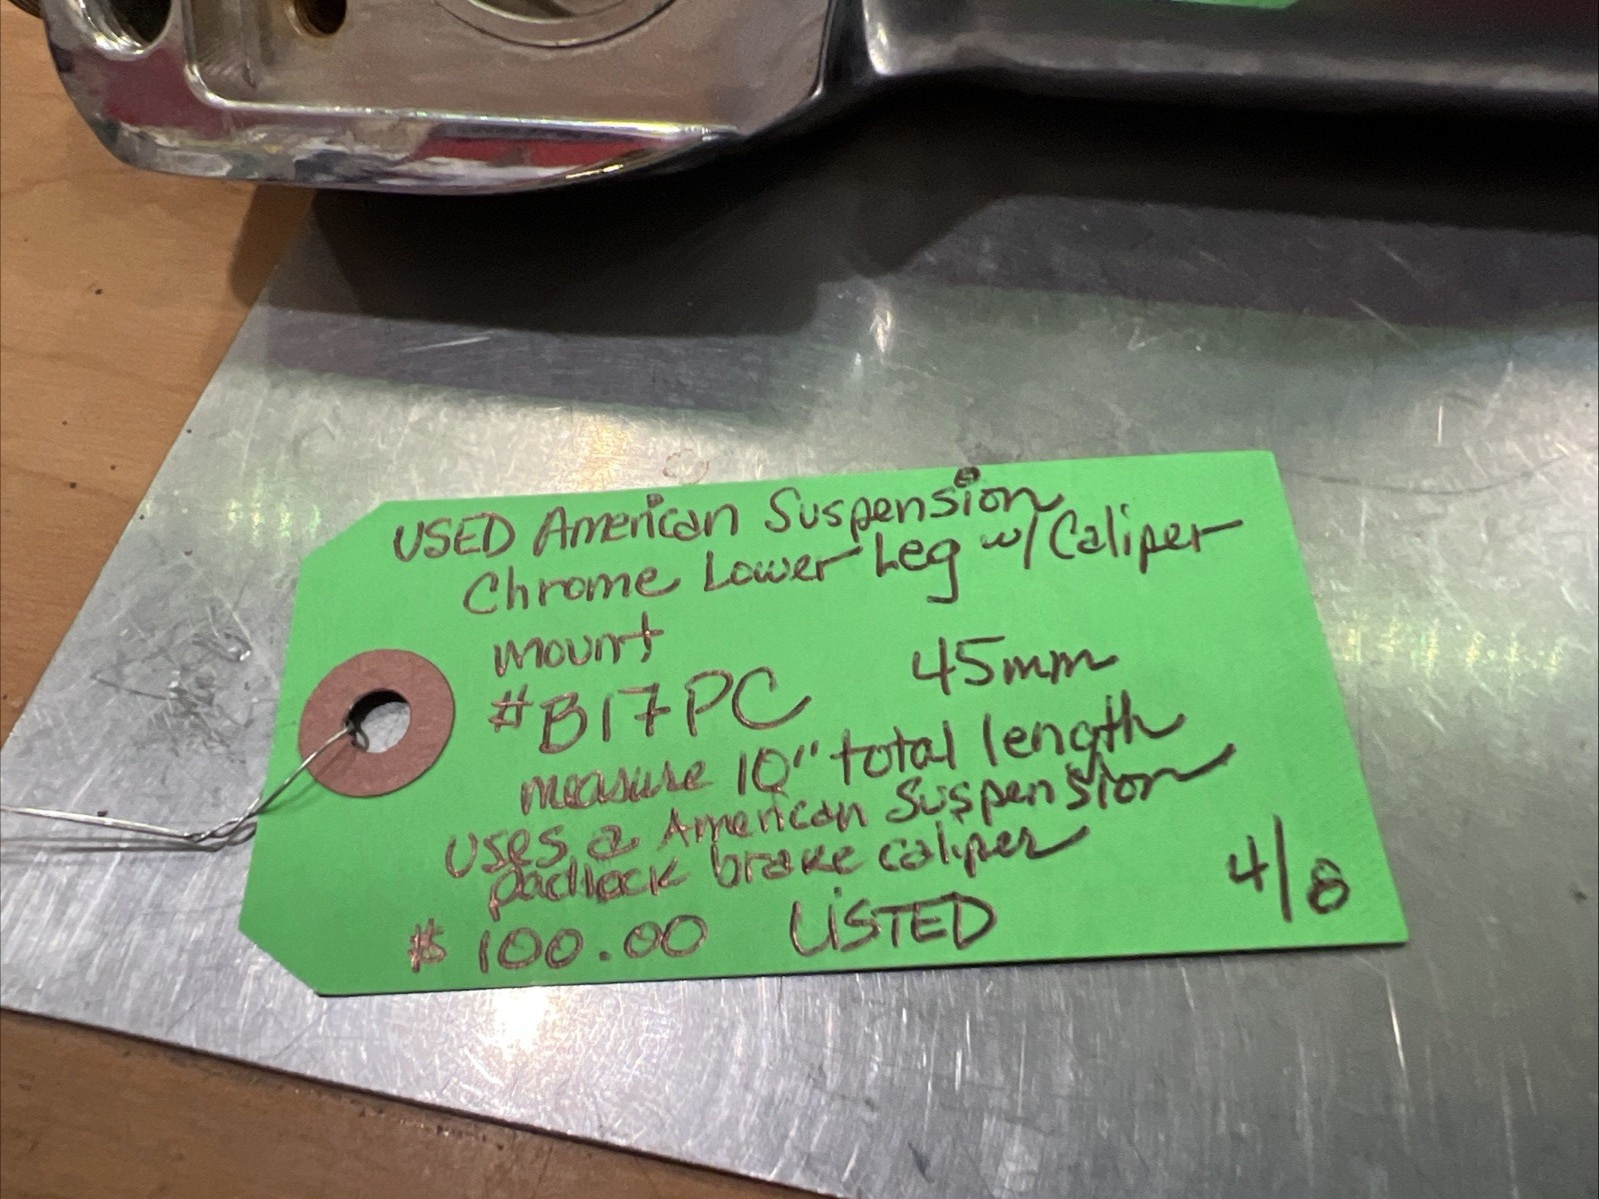 USED American Suspension
Chrome Lower Leg w/ Caliper
mount
#B17PC 45mm
measure 10" total length
uses a American Suspension
padlock brake caliper
$100.00 LISTED 4/8